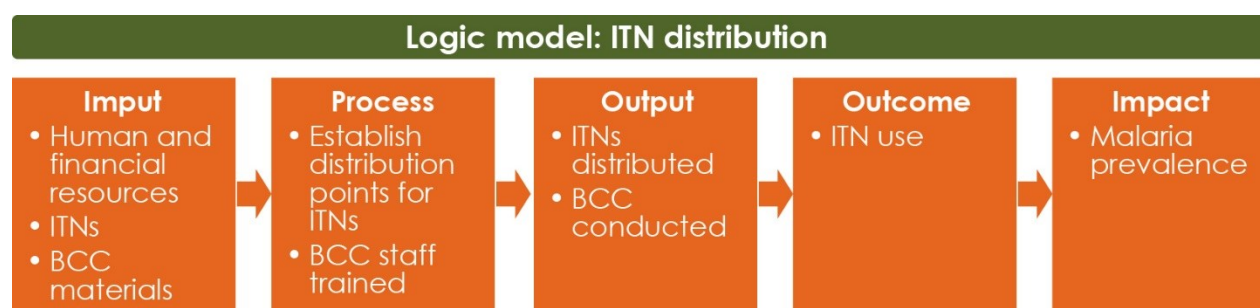 Logic model: ITN distribution
Imput
• Human and
financial
resources
• ITNs
• BCC
materials
Process
• Establish
distribution
points for
ITNs
• BCC staff
trained
Output
• ITNs
distributed
• BCC
conducted
Outcome
• ITN use
Impact
• Malaria
prevalence